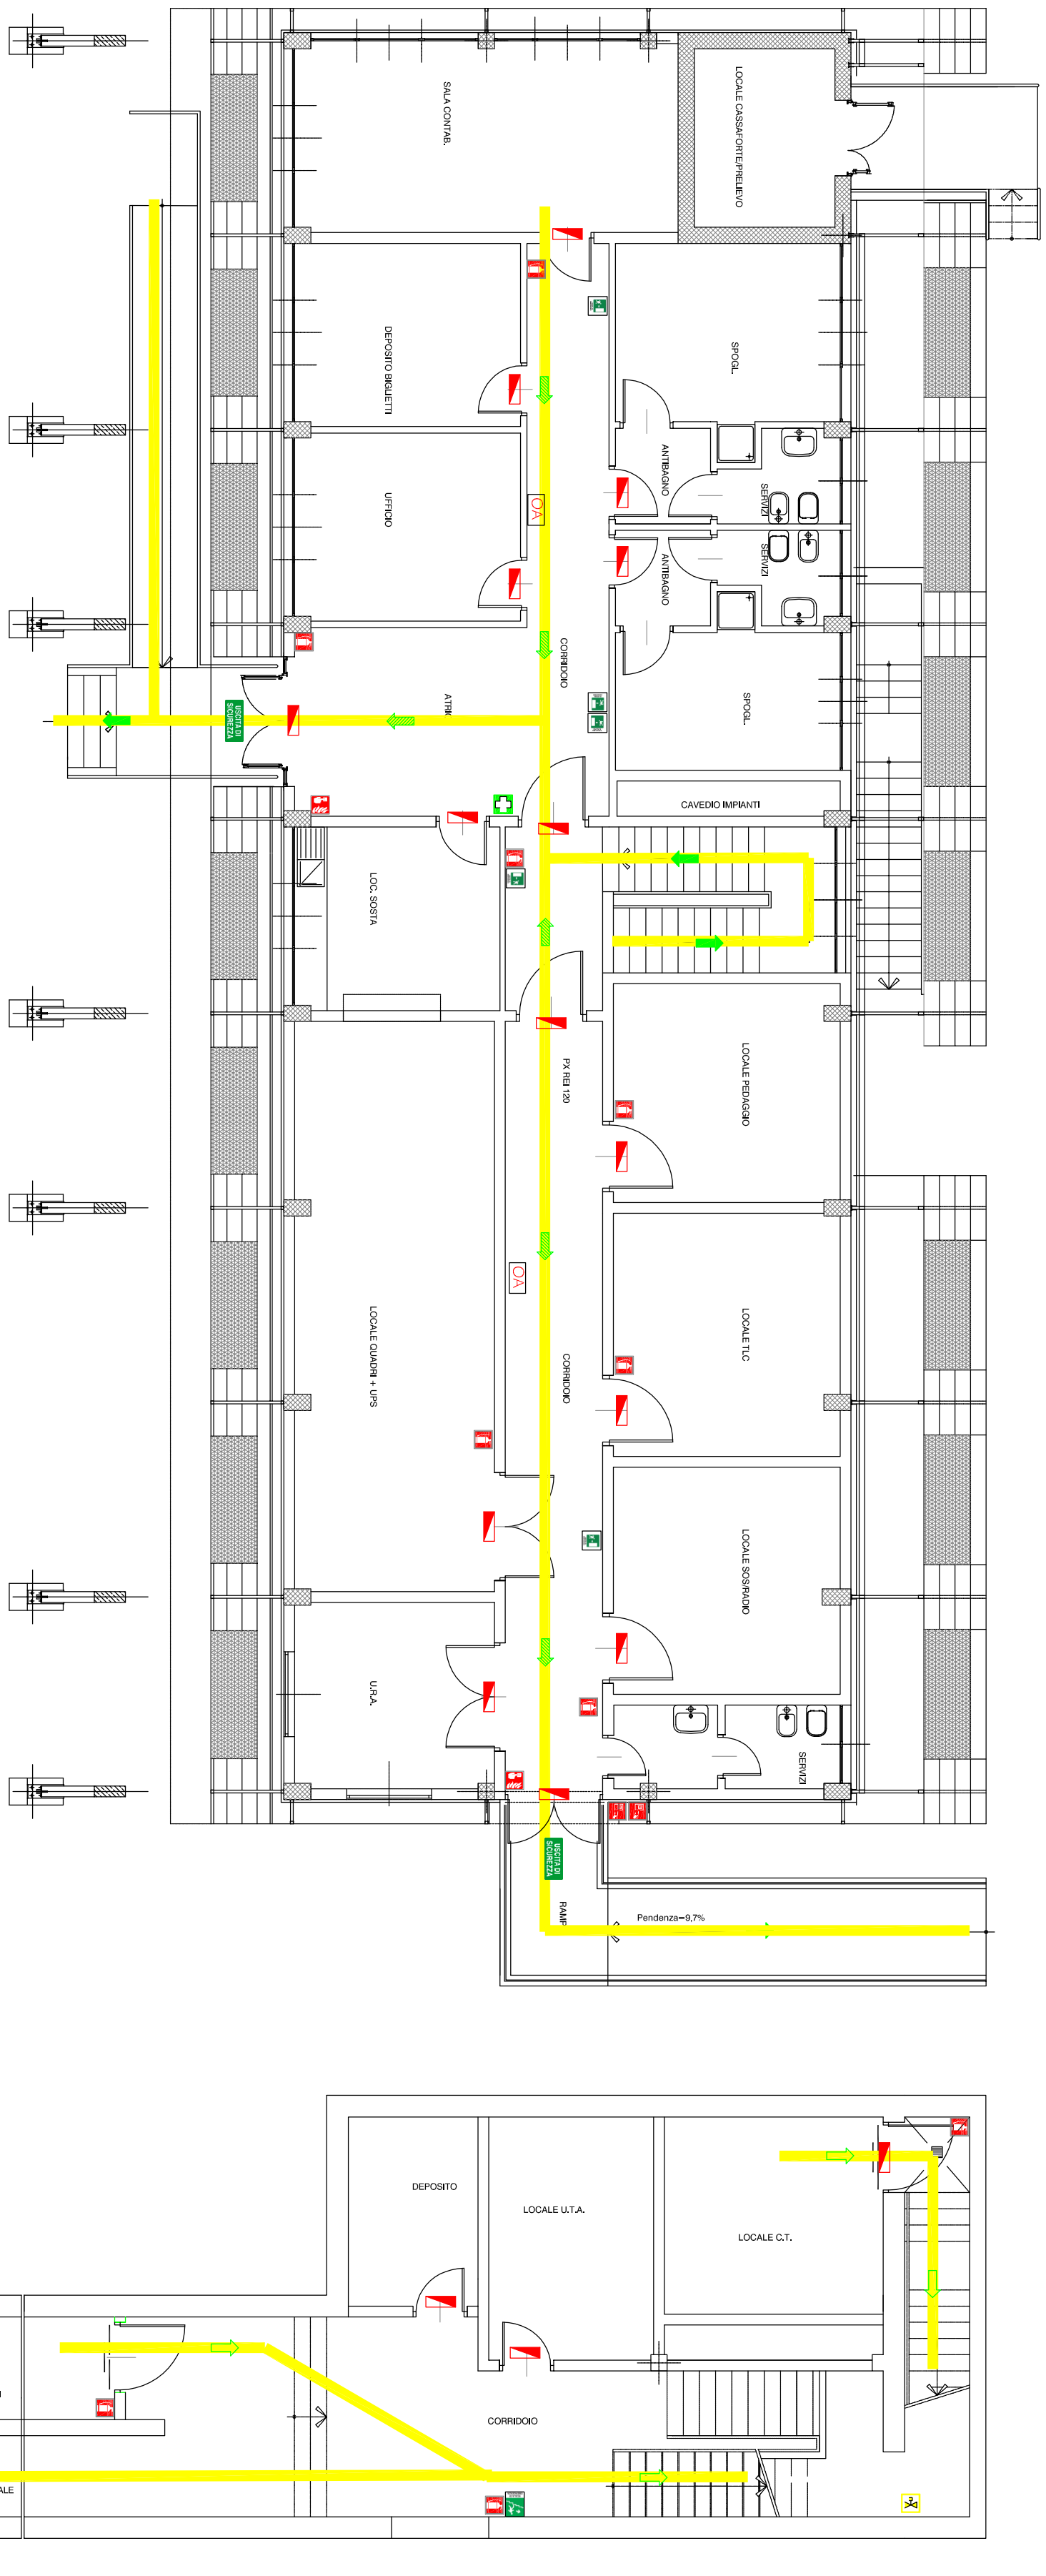 SALA CONTAB.
LOCALE CASSAFORTE/PRELIEVO
DEPOSITO BIGLIETTI
SPOGL.
UFFICIO
OA
ANTIBAGNO
SERVIZI
ANTIBAGNO
SERVIZI
CORRIDOIO
SPOGL.
USCITA DI
SICUREZZA
CAVEDIO IMPIANTI
LOC. SOSTA
PX REI 120
LOCALE PEDAGGIO
OA
LOCALE QUADRI + UPS
LOCALE TLC
CORRIDOIO
LOCALE SOS/RADIO
U.R.A.
SERVIZI
USCITA DI
SICUREZZA
Pendenza=9,7%
DEPOSITO
LOCALE U.T.A.
LOCALE C.T.
CORRIDOIO